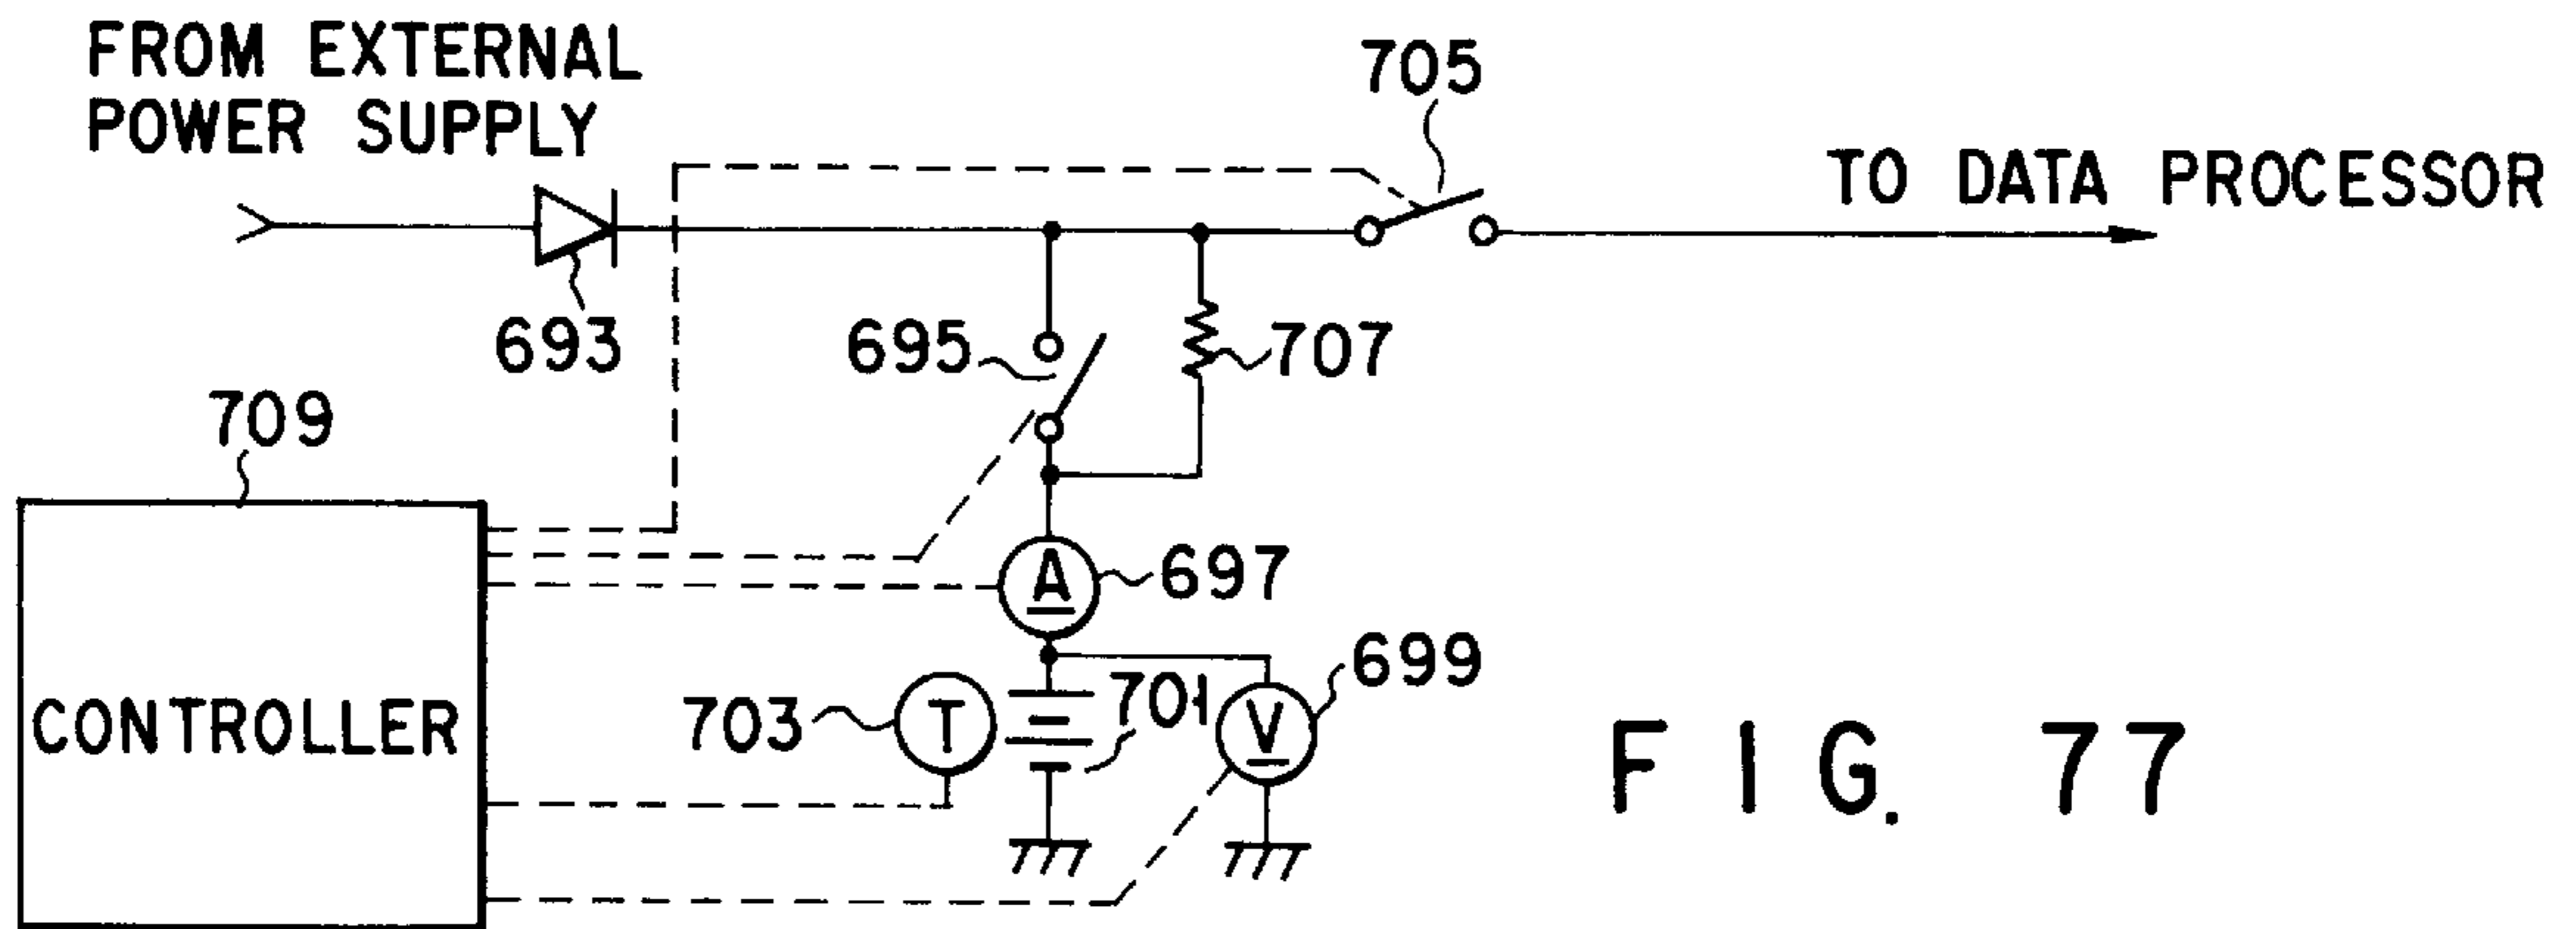 FROM EXTERNAL
POWER SUPPLY
705
TO DATA PROCESSOR
693
695
707
709
A
697
699
703
T
701
V
CONTROLLER
FIG. 77